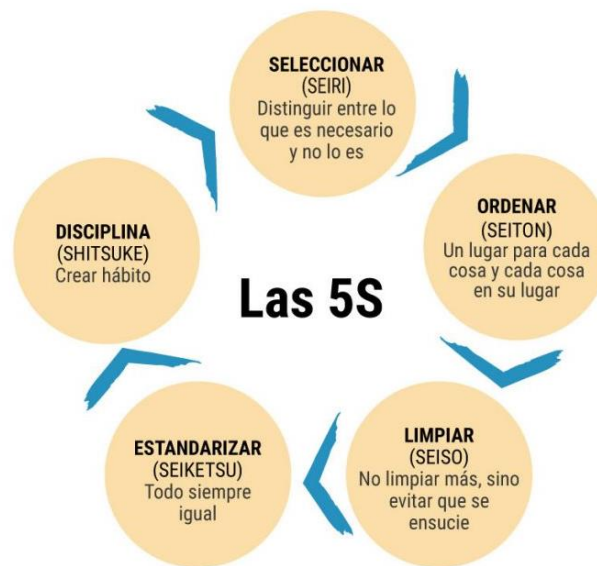 SELECCIONAR
(SEIRI)
Distinguir entre lo
que es necesario
y no lo es
ORDENAR
(SEITON)
Un lugar para cada
cosa y cada cosa
en su lugar
LIMPIAR
(SEISO)
No limpiar más, sino
evitar que se
ensucie
ESTANDARIZAR
(SEIKETSU)
Todo siempre
igual
DISCIPLINA
(SHITSUKE)
Crear hábito
Las 5S